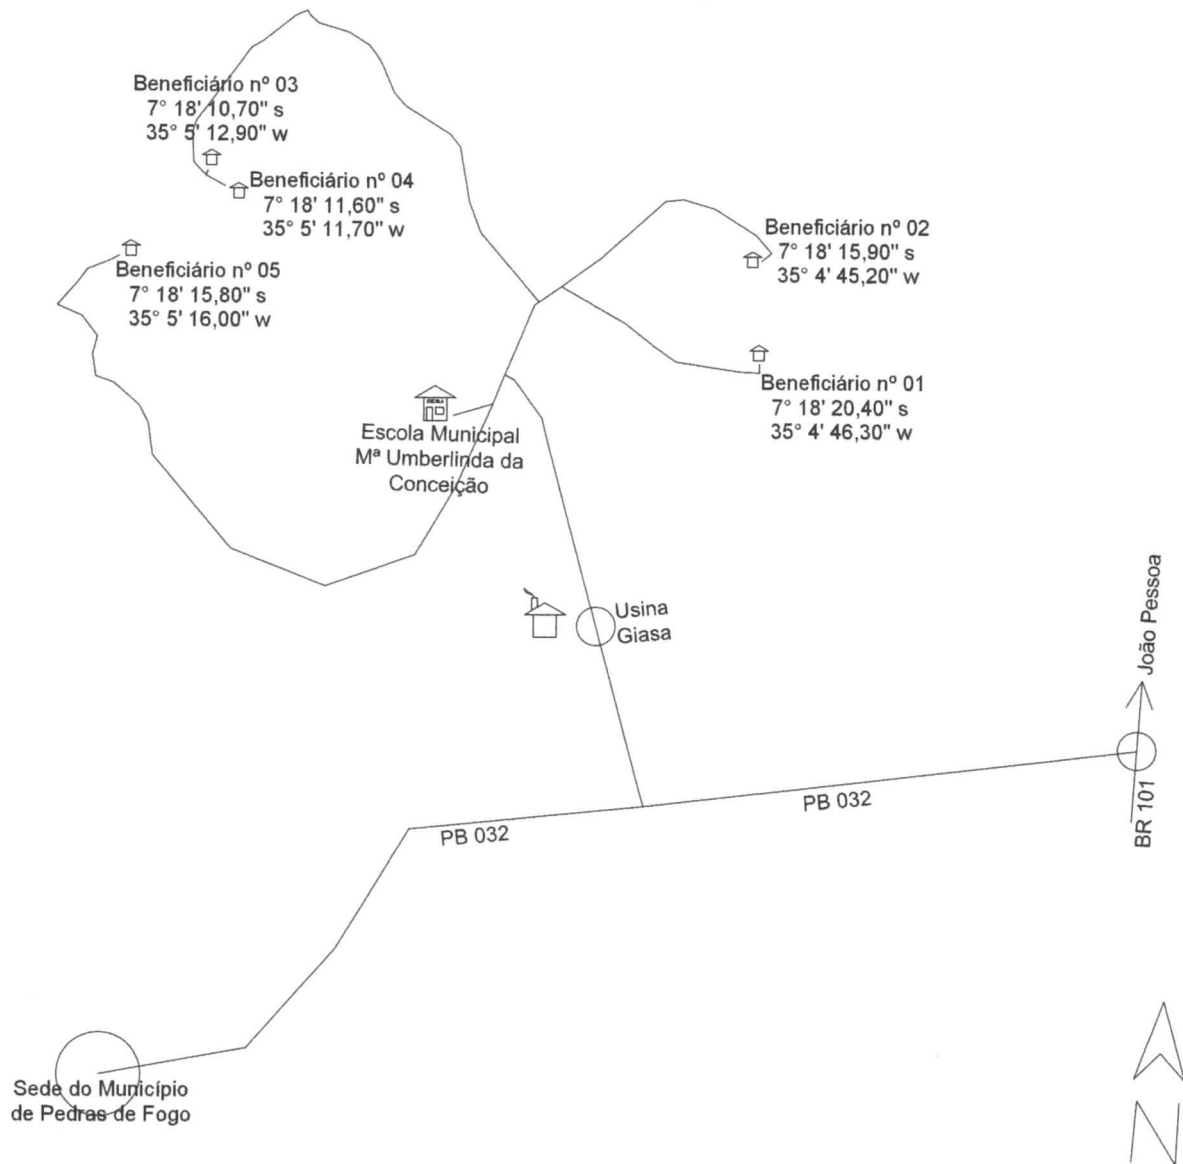 Beneficiário nº 03
7° 18' 10,70" s
35° 5' 12,90" w
Beneficiário nº 04
7° 18' 11,60" s
35° 5' 11,70" w
Beneficiário nº 02
7° 18' 15,90" s
35° 4' 45,20" w
Beneficiário nº 05
7° 18' 15,80" s
35° 5' 16,00" w
Beneficiário nº 01
7° 18' 20,40" s
35° 4' 46,30" w
ESCOLA
Escola Municipal
Mª Umberlinda da
Conceição
Usina
Giasa
João Pessoa
BR 101
PB 032
PB 032
Sede do Município
de Pedras de Fogo
N